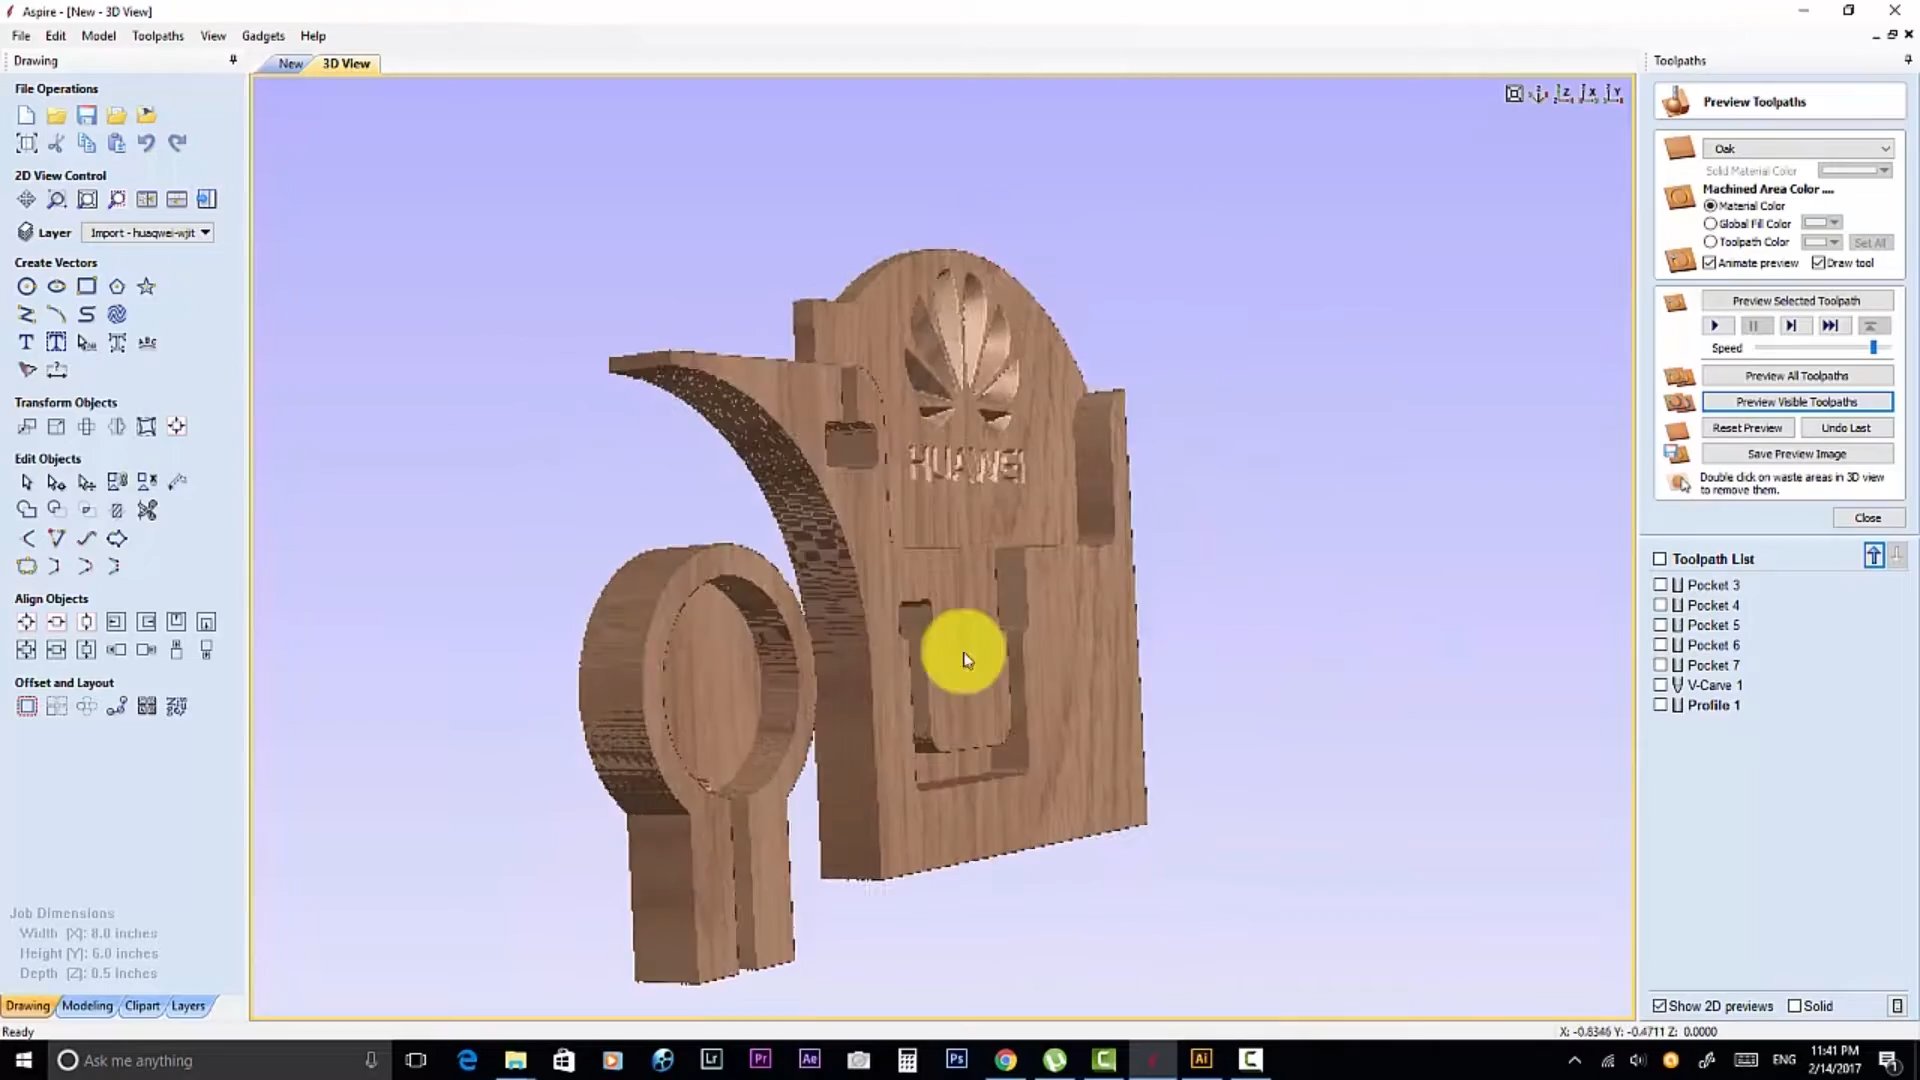 Aspire - [New - 3D View]
File Edit Model Toolpaths View Gadgets Help
Drawing
New 3D View
Toolpaths
File Operations
2D View Control
Layer Import - huaqwei-wjit
Create Vectors
Transform Objects
Edit Objects
Align Objects
Offset and Layout
Job Dimensions
Width [X]: 8.0 inches
Height [Y]: 6.0 inches
Depth [Z]: 0.5 inches
Drawing Modeling Clipart Layers
Ready
HUAWEI
Preview Toolpaths
Oak
Solid Material Color
Machined Area Color ....
Material Color
Global Fill Color
Toolpath Color Set All
Animate preview Draw tool
Preview Selected Toolpath
Speed
Preview All Toolpaths
Preview Visible Toolpaths
Reset Preview Undo Last
Save Preview Image
Double click on waste areas in 3D view
to remove them.
Close
Toolpath List
Pocket 3
Pocket 4
Pocket 5
Pocket 6
Pocket 7
V-Carve 1
Profile 1
Show 2D previews Solid
X: -0.8346 Y: -0.4711 Z: 0.0000
Ask me anything
Lr Pr Ae Ps Ai
ENG
11:41 PM
2/14/2017